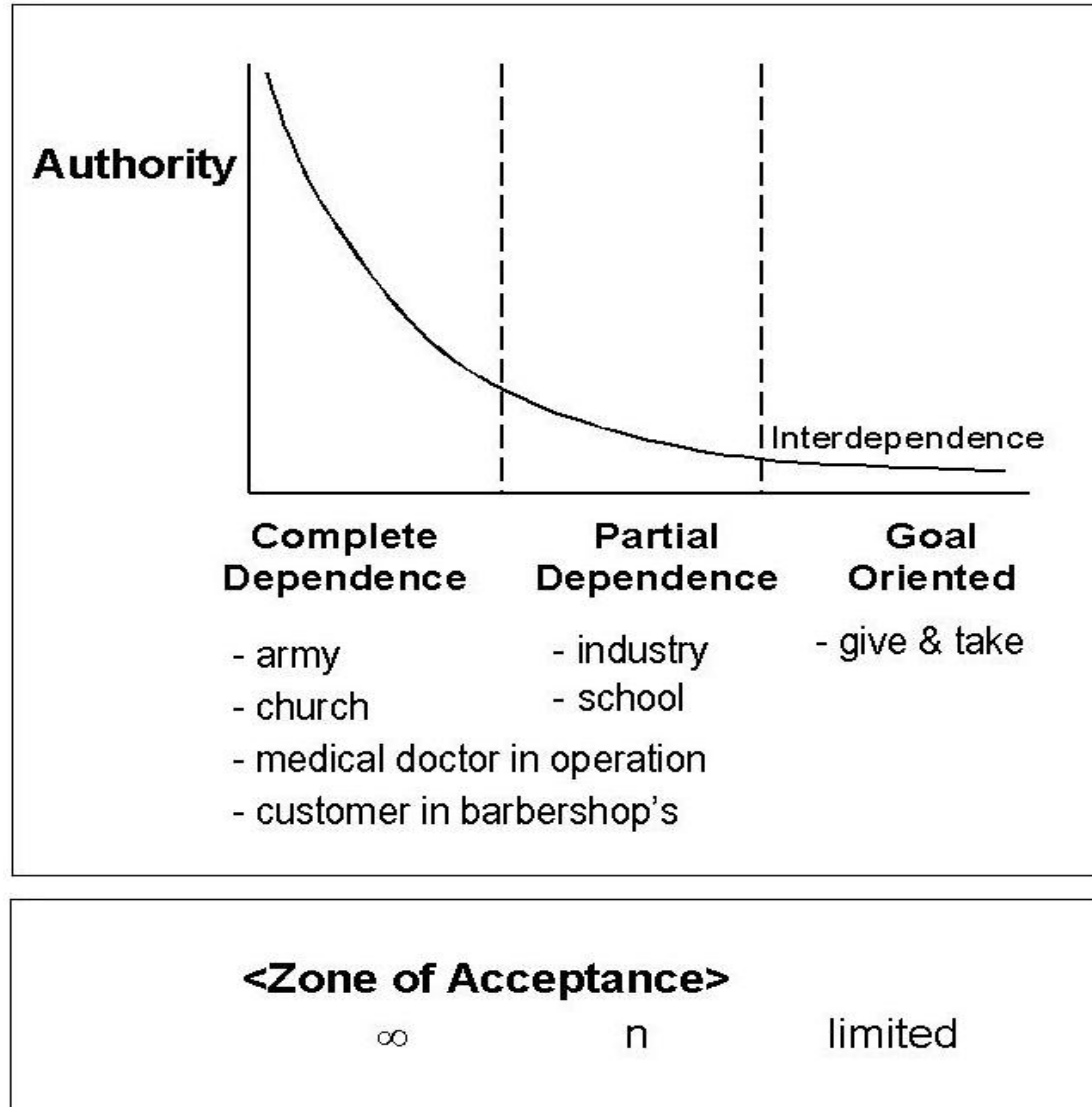 Authority
Interdependence
Complete
Dependence
Partial
Dependence
Goal
Oriented
- army
- church
- medical doctor in operation
- customer in barbershop's
- industry
- school
- give & take
<Zone of Acceptance>
∞ n limited